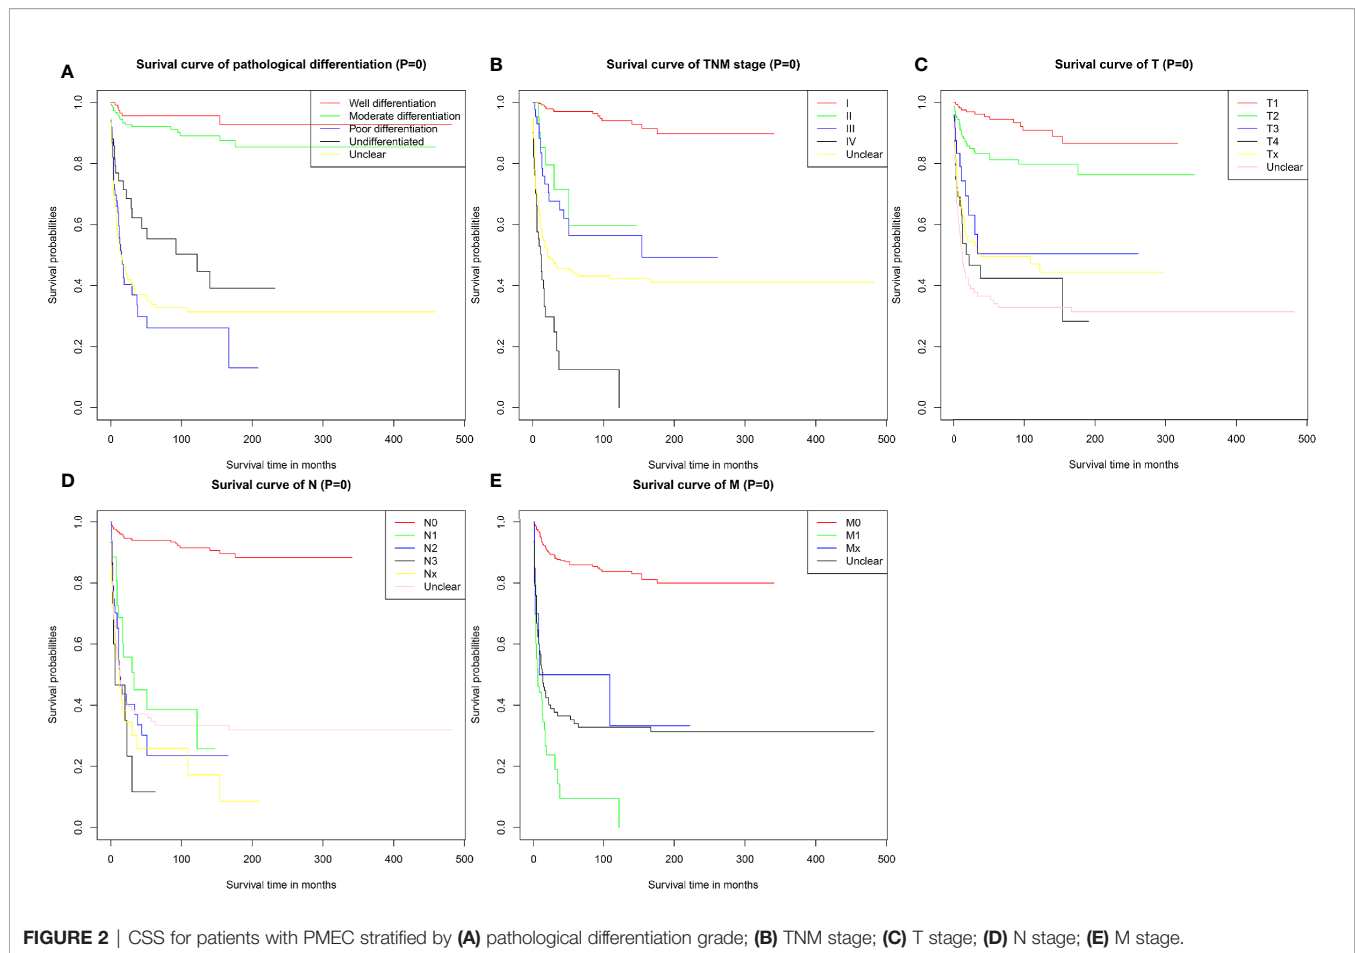 A
Surival curve of pathological differentiation (P=0)
Well differentiation
Moderate differentiation
Poor differentiation
Undifferentiated
Unclear
Survival probabilities
1.0
0.8
0.6
0.4
0.2
0.0
0 100 200 300 400 500
Survival time in months
B
Surival curve of TNM stage (P=0)
I
II
III
IV
Unclear
Survival probabilities
1.0
0.8
0.6
0.4
0.2
0.0
0 100 200 300 400 500
Survival time in months
C
Surival curve of T (P=0)
T1
T2
T3
T4
Tx
Unclear
Survival probabilities
1.0
0.8
0.6
0.4
0.2
0.0
0 100 200 300 400 500
Survival time in months
D
Surival curve of N (P=0)
N0
N1
N2
N3
Nx
Unclear
Survival probabilities
1.0
0.8
0.6
0.4
0.2
0.0
0 100 200 300 400 500
Survival time in months
E
Surival curve of M (P=0)
M0
M1
Mx
Unclear
Survival probabilities
1.0
0.8
0.6
0.4
0.2
0.0
0 100 200 300 400 500
Survival time in months
FIGURE 2 | CSS for patients with PMEC stratified by (A) pathological differentiation grade; (B) TNM stage; (C) T stage; (D) N stage; (E) M stage.